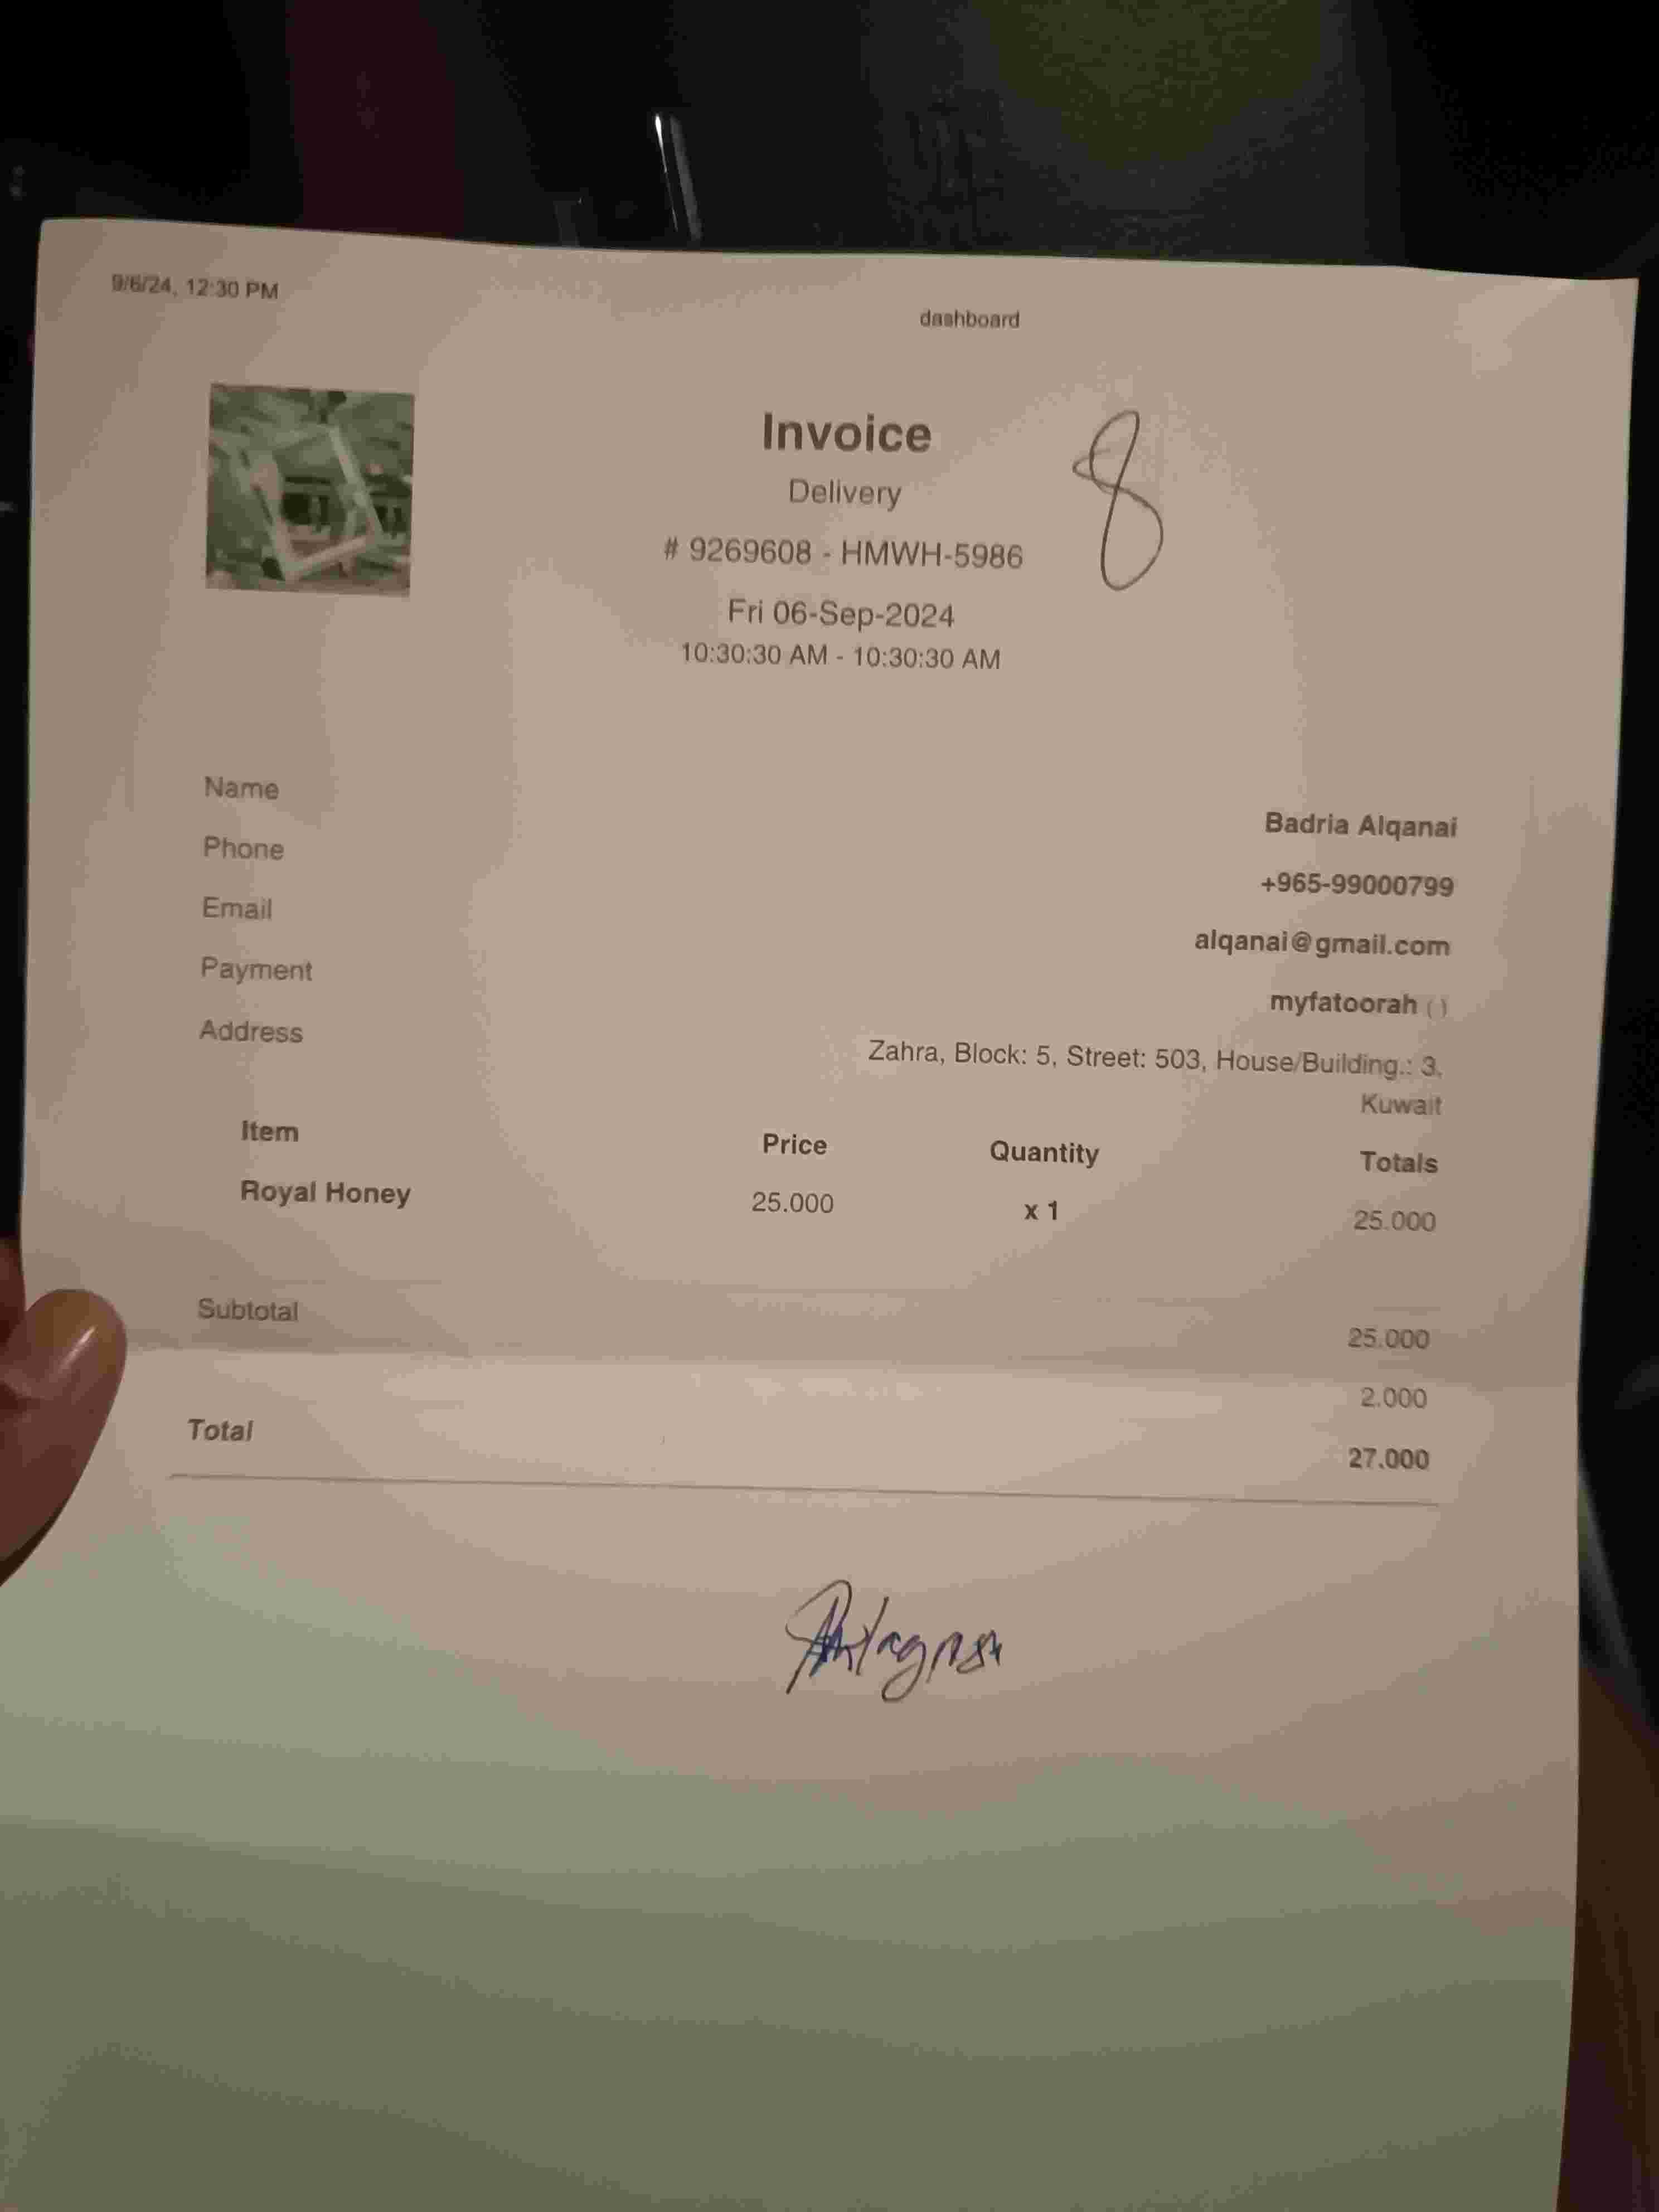 9/6/24, 12:30 PM
dashboard
Invoice
8
Delivery
# 9269608 - HMWH-5986
Fri 06-Sep-2024
10:30:30 AM - 10:30:30 AM
Name Badria Alqanai
Phone +965-99000799
Email alqanai@gmail.com
Payment myfatoorah ( )
Address Zahra, Block: 5, Street: 503, House/Building.: 3,
Kuwait
Item Price Quantity Totals
Royal Honey 25.000 x 1 25.000
Subtotal 25.000
2.000
Total 27.000